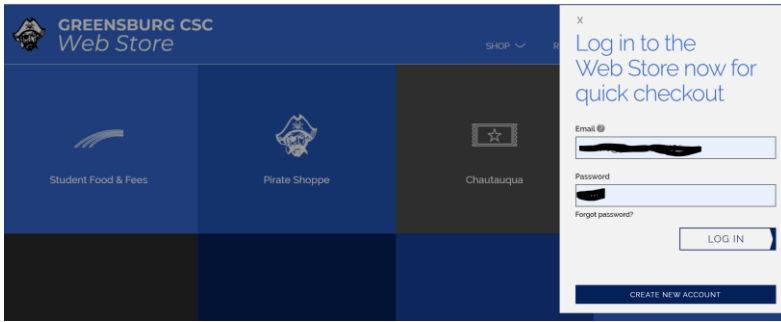 GREENSBURG CSC
Web Store
SHOP
R
Student Food & Fees
Pirate Shoppe
Chautauqua
X
Log in to the
Web Store now for
quick checkout
Email
Password
Forgot password?
LOG IN
CREATE NEW ACCOUNT